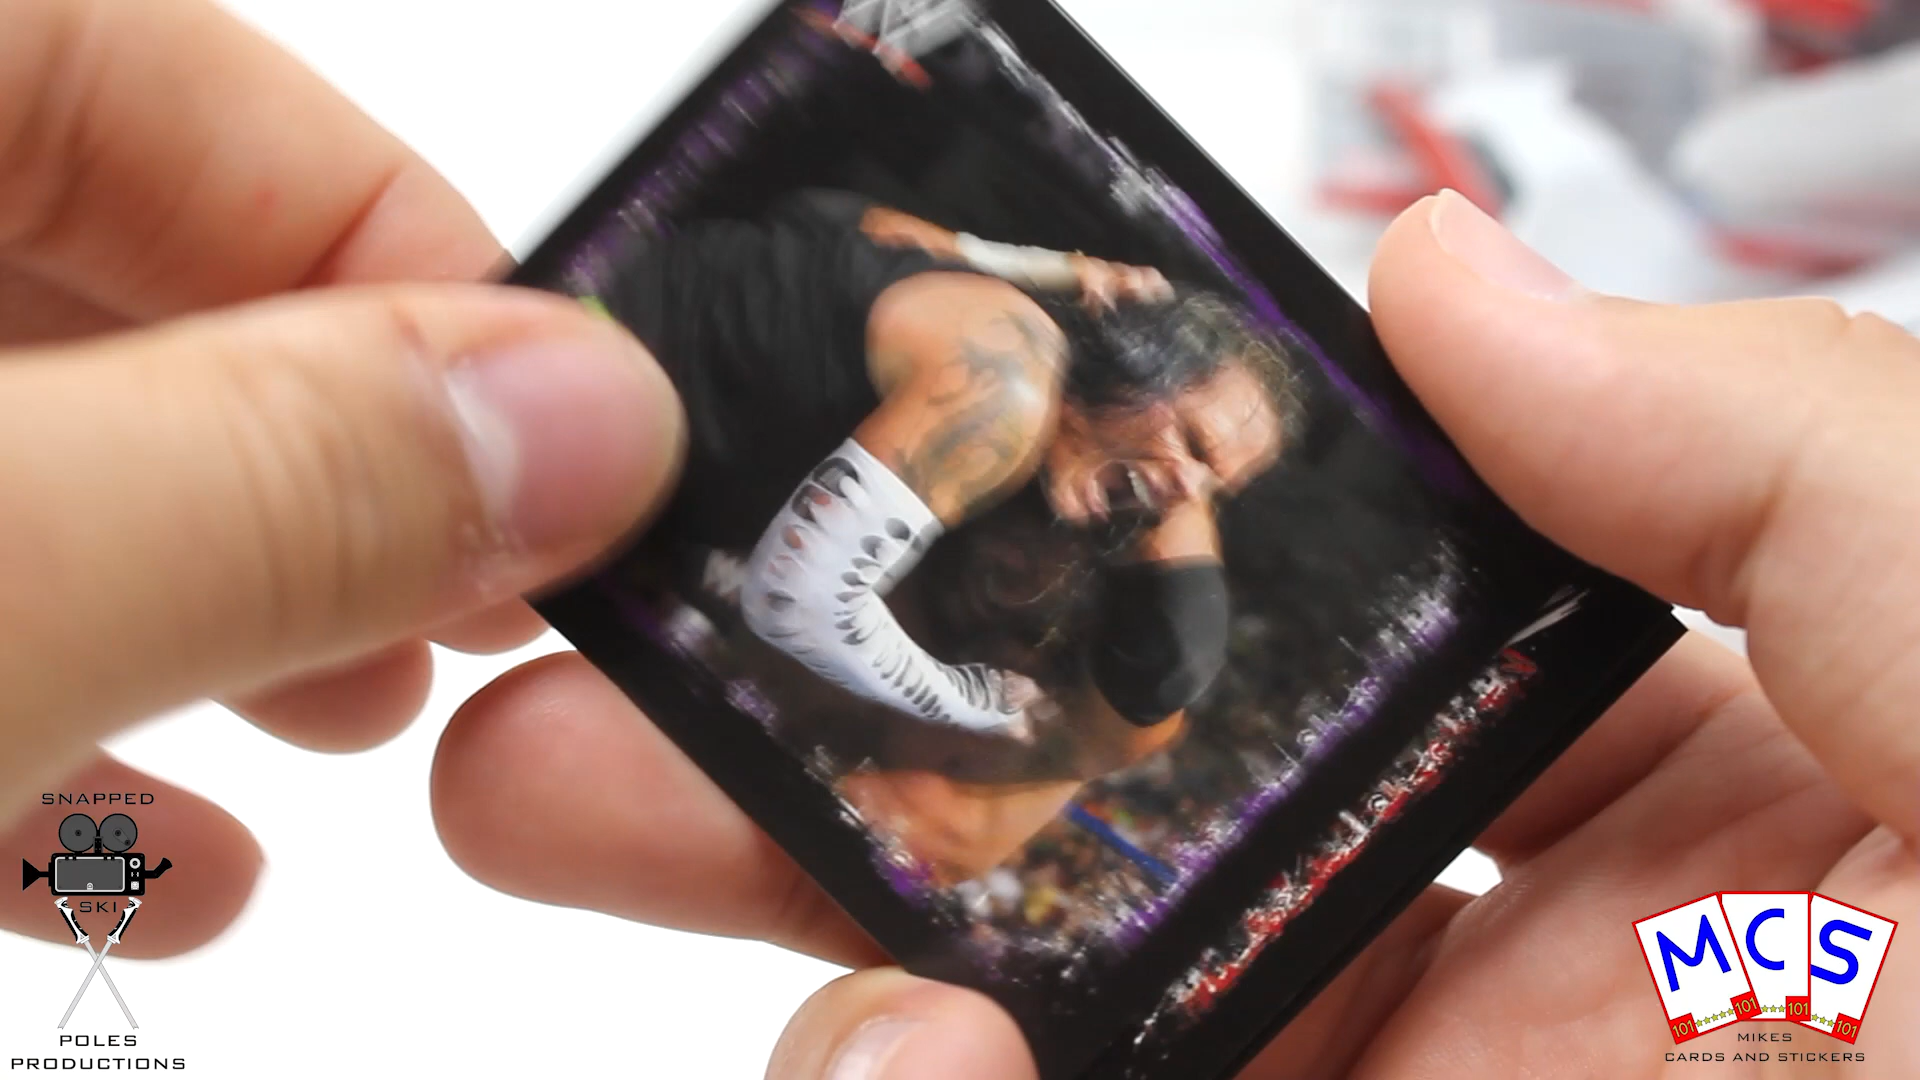 SNAPPED
SKI
POLES
PRODUCTIONS
MCS
101 101 101 101
MIKES
CARDS AND STICKERS